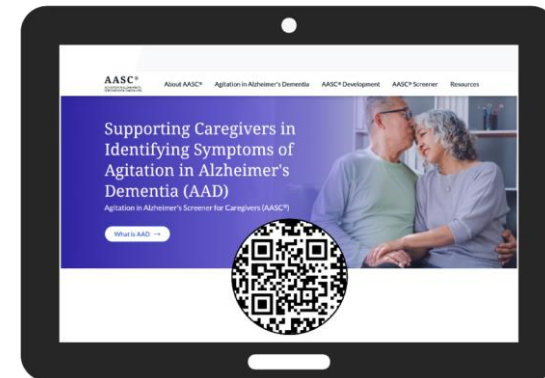 AASC®
About AASC®
Agitation in Alzheimer's Dementia
AASC® Development
AASC® Screener
Resources
Supporting Caregivers in
Identifying Symptoms of
Agitation in Alzheimer's
Dementia (AAD)
Agitation in Alzheimer's Screener for Caregivers (AASC®)
What is AAD →